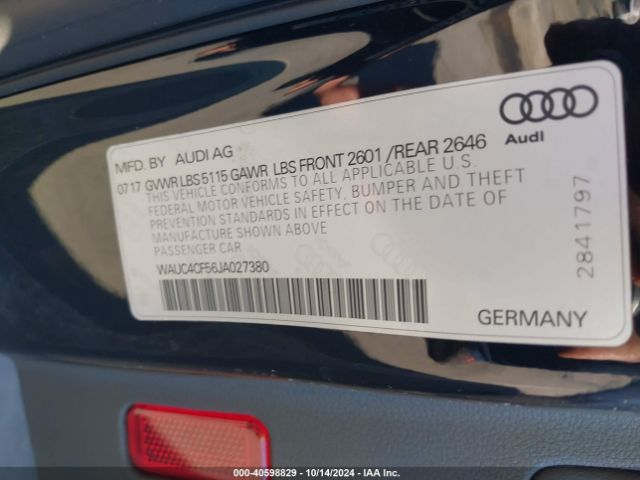 Audi
MFD. BY AUDI AG
0717 GVWR LBS 5115 GAWR LBS FRONT 2601 / REAR 2646
THIS VEHICLE CONFORMS TO ALL APPLICABLE U.S.
FEDERAL MOTOR VEHICLE SAFETY, BUMPER AND THEFT
PREVENTION STANDARDS IN EFFECT ON THE DATE OF
MANUFACTURE SHOWN ABOVE
PASSENGER CAR
WAUC4CF56JA027380
GERMANY
2841797
000-40598829 - 10/14/2024 - IAA Inc.